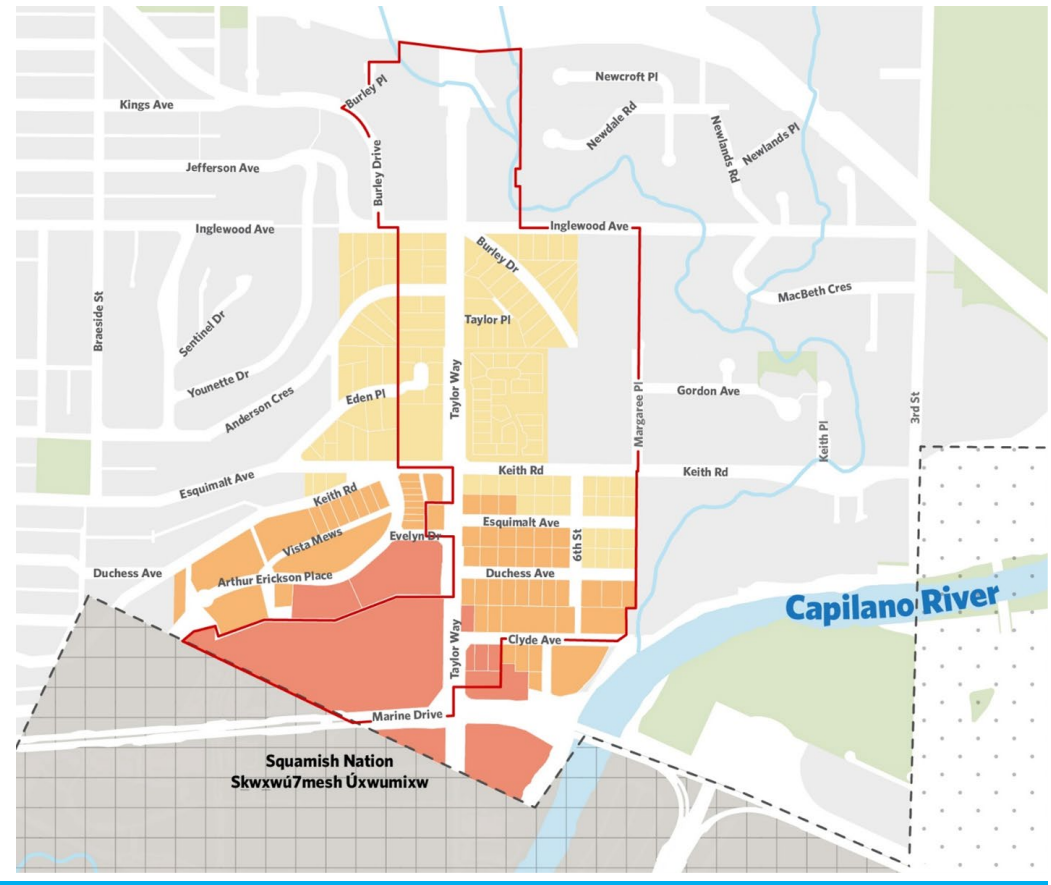 Newcroft Pl
Burley Pl
Kings Ave
Newdale Rd
Newlands Rd
Newlands Pl
Jefferson Ave
Burley Drive
Inglewood Ave
Inglewood Ave
Burley Dr
MacBeth Cres
Braeside St
Sentinel Dr
Taylor Pl
Younette Dr
Taylor Way
Gordon Ave
Eden Pl
Anderson Cres
Margaree Pl
3rd St
Keith Pl
Keith Rd
Keith Rd
Esquimalt Ave
Keith Rd
Esquimalt Ave
Evelyn Dr
Vista Mews
6th St
Duchess Ave
Arthur Erickson Place
Duchess Ave
Capilano River
Clyde Ave
Taylor Way
Marine Drive
Squamish Nation
Skwxwú7mesh Úxwumixw